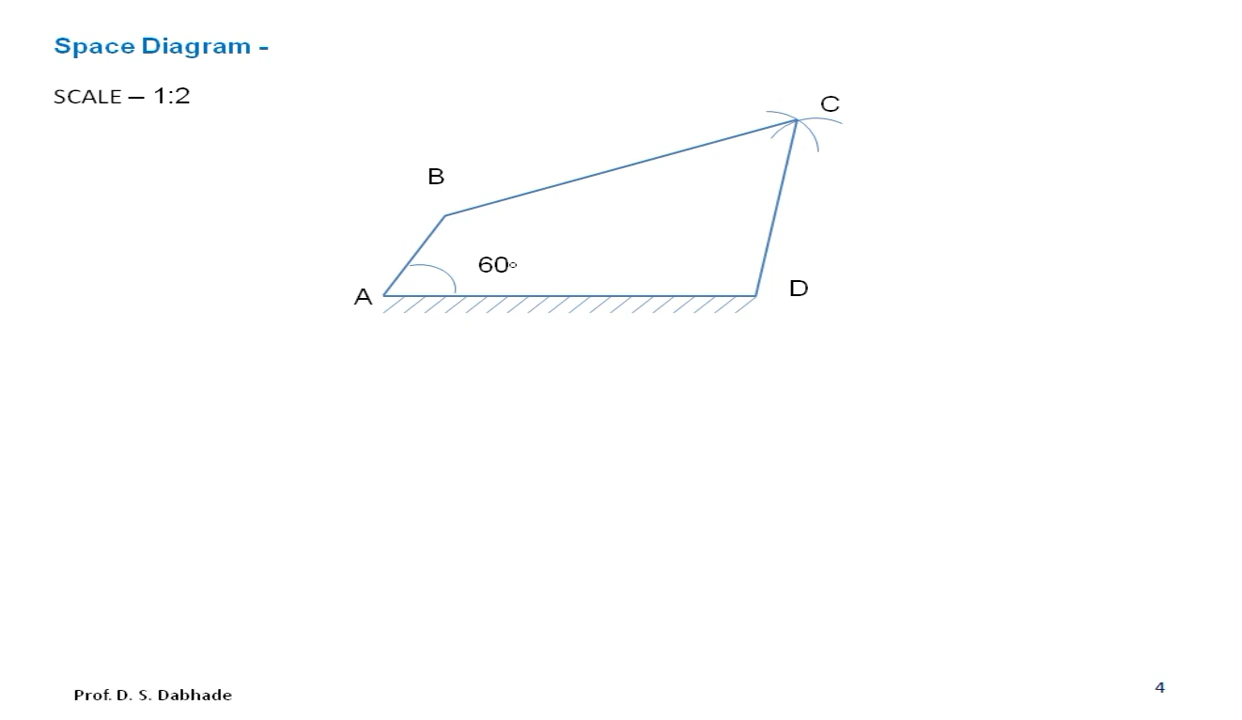 Space Diagram -
SCALE – 1:2
C
B
60°
A
D
Prof. D. S. Dabhade
4